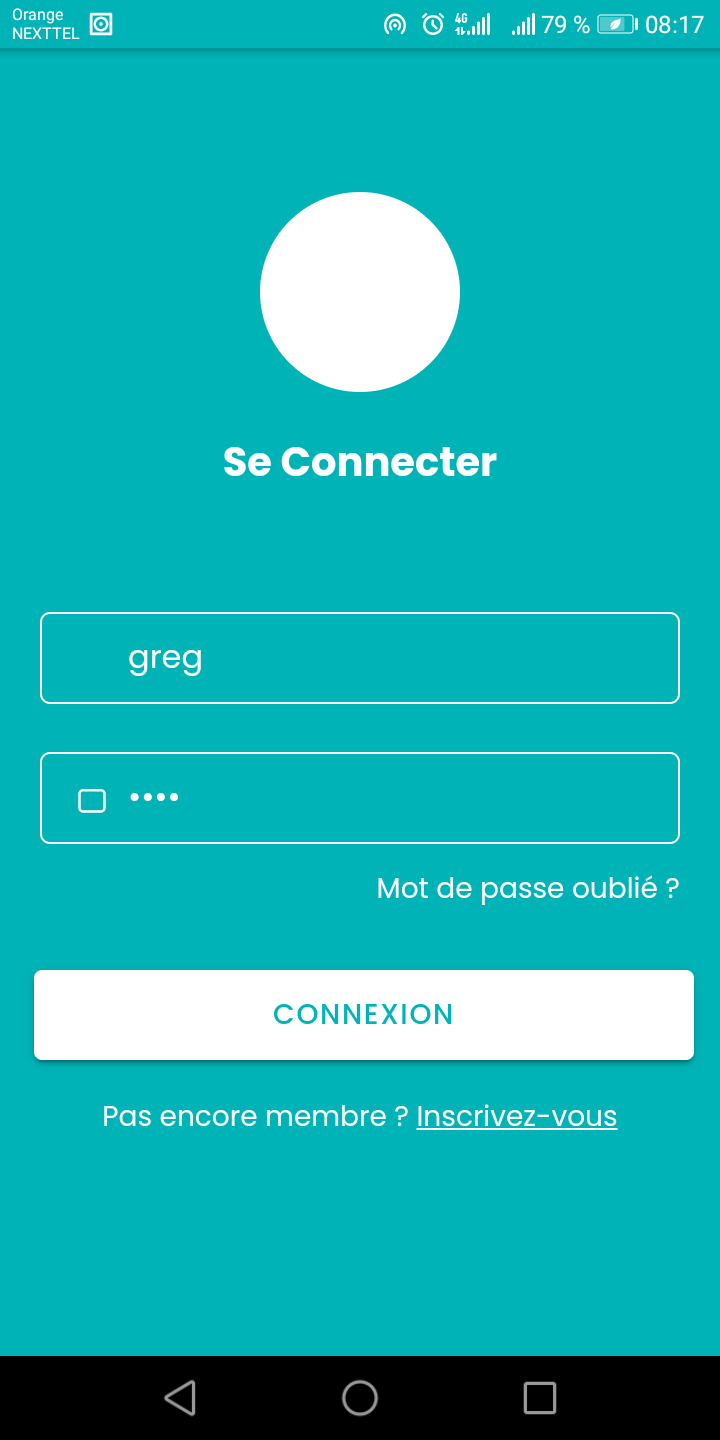 Orange
NEXTTEL
4G
79 %
08:17
Se Connecter
greg
••••
Mot de passe oublié ?
CONNEXION
Pas encore membre ? Inscrivez-vous